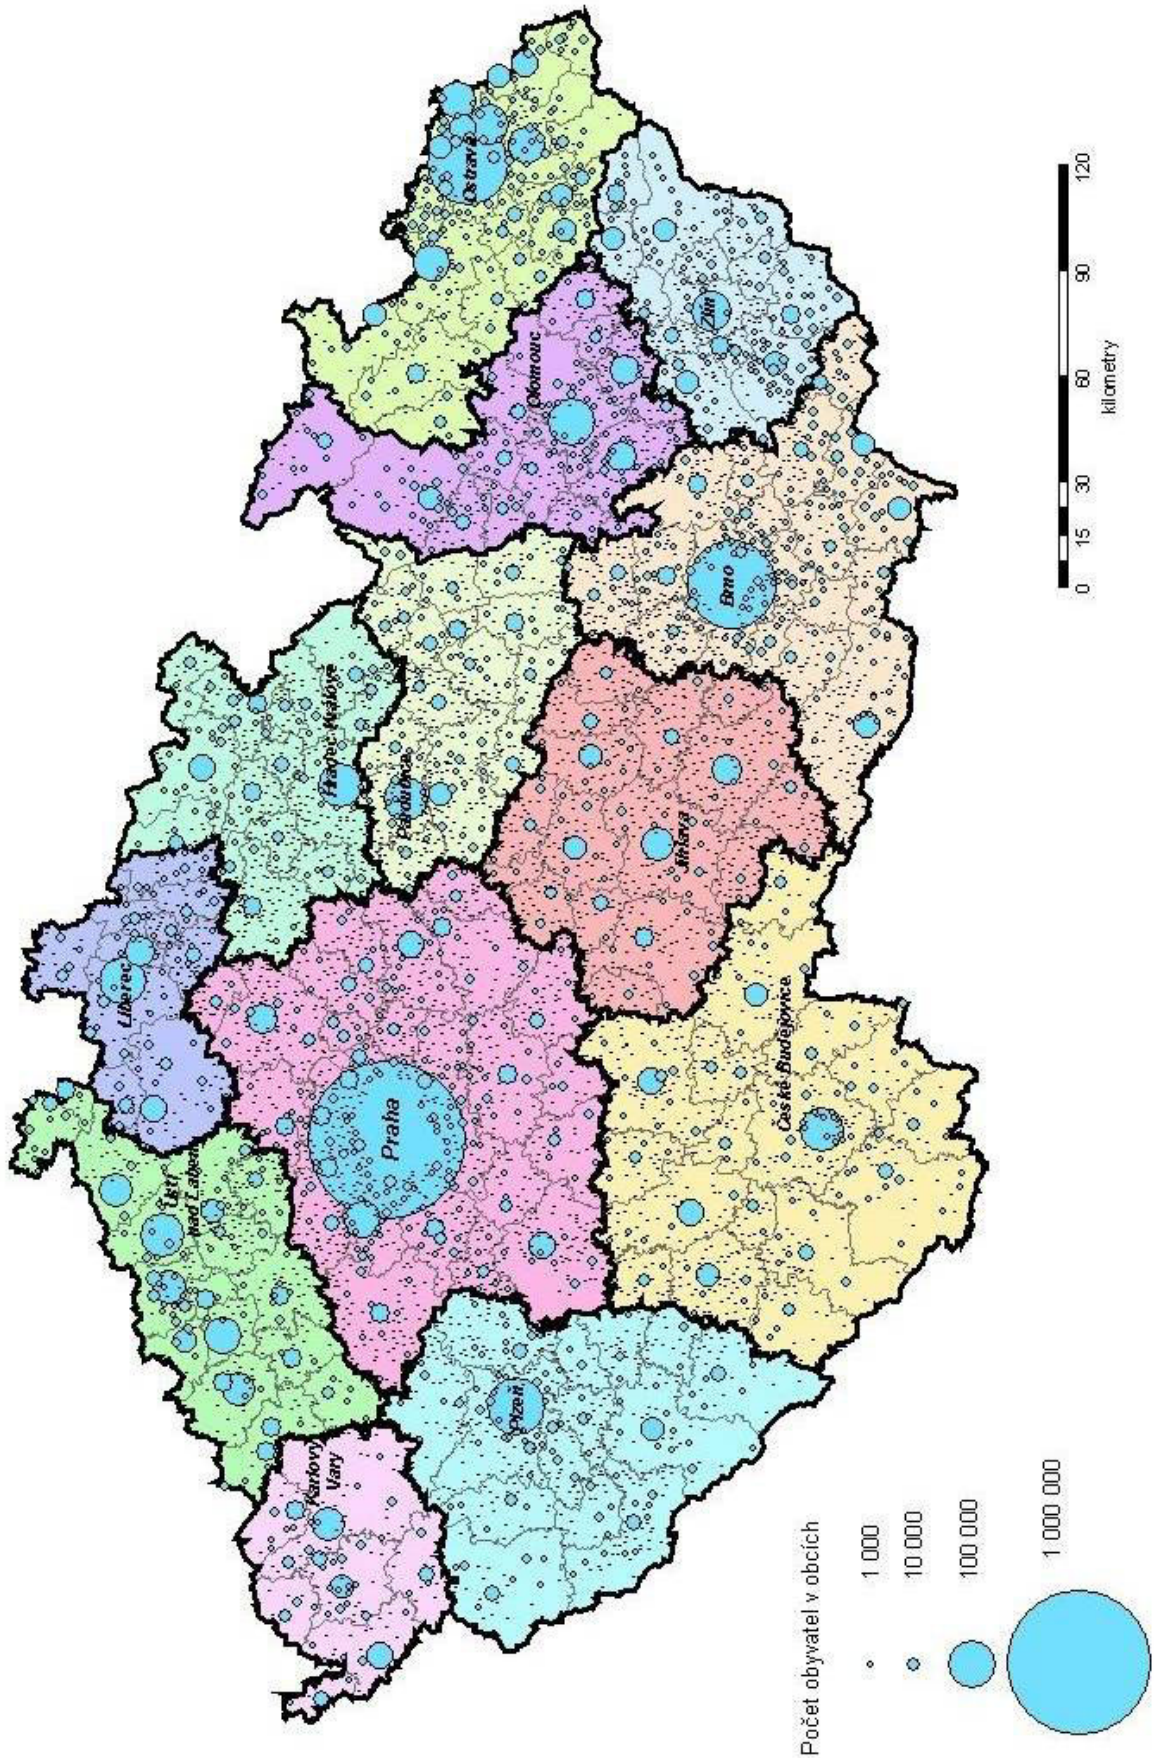 Karlovy
Vary
Ústí
nad Labem
Liberec
Hradec Králové
Pardubice
Praha
Plzeň
České Budějovice
Jihlava
Brno
Olomouc
Ostrava
Zlín
Počet obyvatel v obcích
1 000
10 000
100 000
1 000 000
0 15 30 60 90 120
kilometry